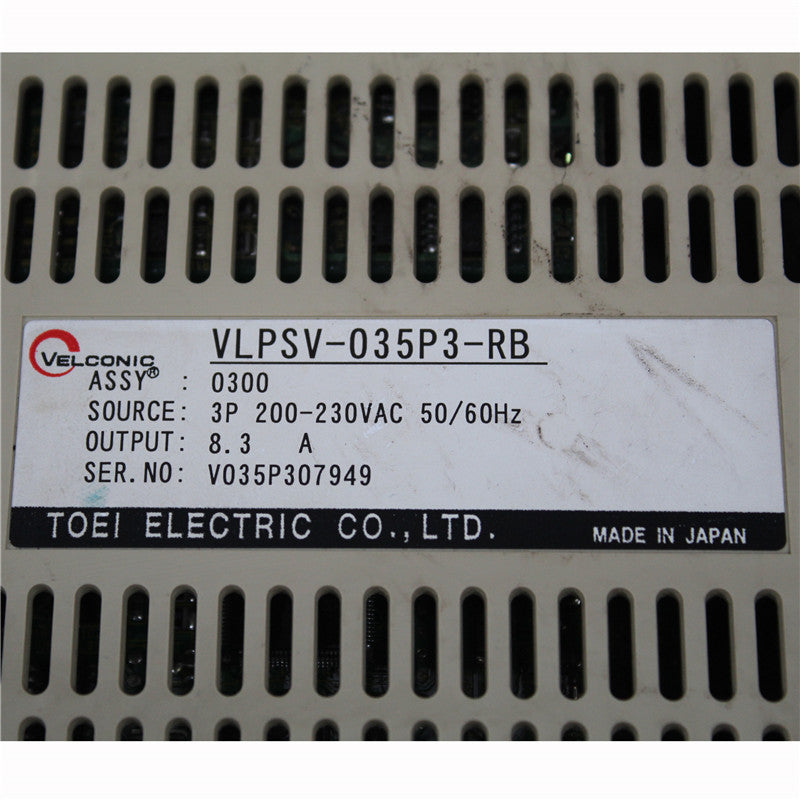 VELCONIC®
VLPSV-035P3-RB
ASSY : 0300
SOURCE: 3P 200-230VAC 50/60Hz
OUTPUT: 8.3 A
SER.NO: V035P307949
TOEI ELECTRIC CO.,LTD.
MADE IN JAPAN